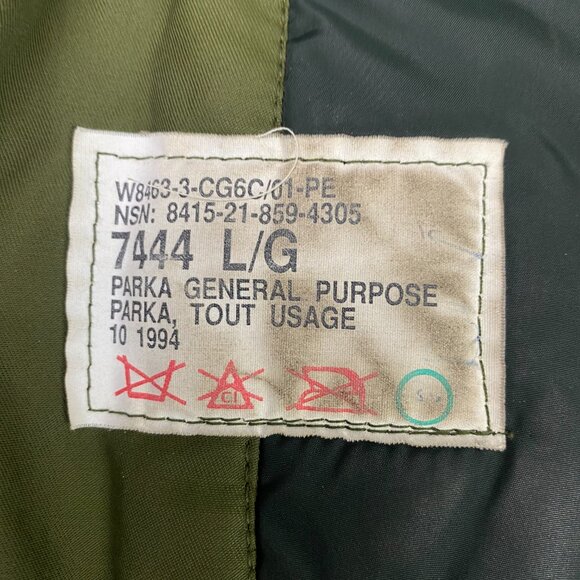 W8463-3-CG6C/01-PE
NSN: 8415-21-859-4305
7444 L/G
PARKA GENERAL PURPOSE
PARKA, TOUT USAGE
10 1994
Cl